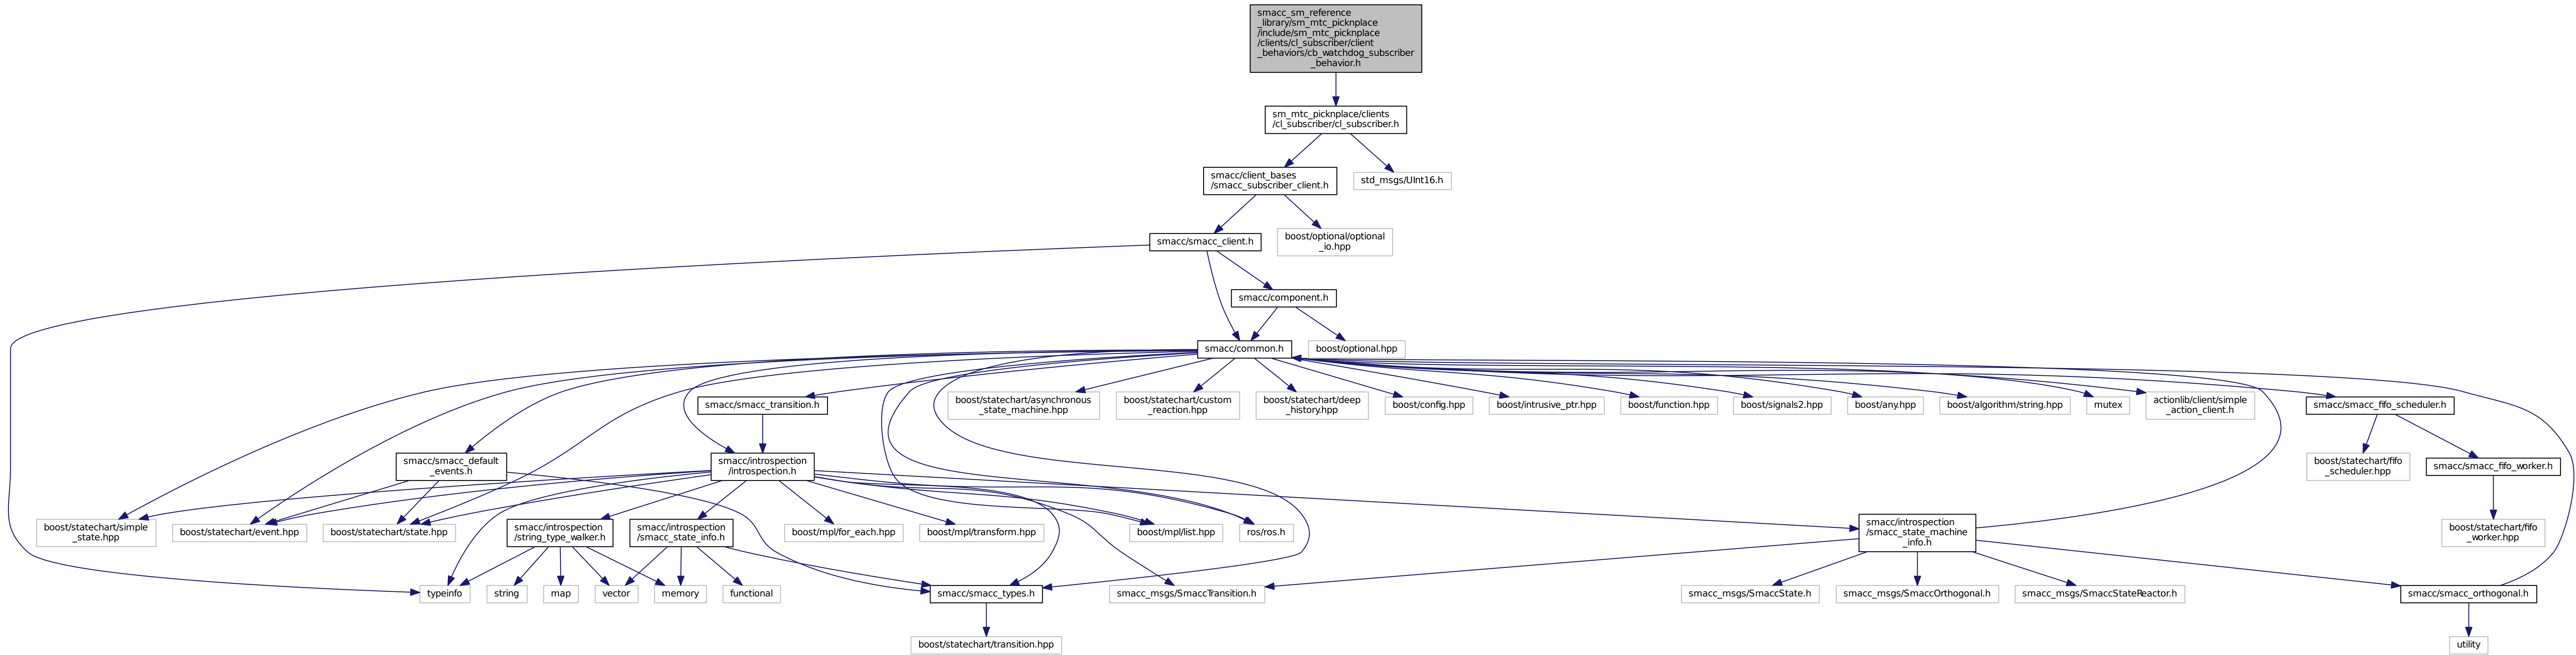 smacc_sm_reference
_library/sm_mtc_picknplace
/include/sm_mtc_picknplace
/clients/cl_subscriber/client
_behaviors/cb_watchdog_subscriber
_behavior.h
sm_mtc_picknplace/clients
/cl_subscriber/cl_subscriber.h
smacc/client_bases
/smacc_subscriber_client.h
std_msgs/UInt16.h
smacc/smacc_client.h
boost/optional/optional
_io.hpp
smacc/component.h
smacc/common.h
boost/optional.hpp
smacc/smacc_transition.h
boost/statechart/asynchronous
_state_machine.hpp
boost/statechart/custom
_reaction.hpp
boost/statechart/deep
_history.hpp
boost/config.hpp
boost/intrusive_ptr.hpp
boost/function.hpp
boost/signals2.hpp
boost/any.hpp
boost/algorithm/string.hpp
mutex
actionlib/client/simple
_action_client.h
smacc/smacc_fifo_scheduler.h
smacc/smacc_default
_events.h
smacc/introspection
/introspection.h
boost/statechart/fifo
_scheduler.hpp
smacc/smacc_fifo_worker.h
boost/statechart/simple
_state.hpp
boost/statechart/event.hpp
boost/statechart/state.hpp
smacc/introspection
/string_type_walker.h
smacc/introspection
/smacc_state_info.h
boost/mpl/for_each.hpp
boost/mpl/transform.hpp
boost/mpl/list.hpp
ros/ros.h
smacc/introspection
/smacc_state_machine
_info.h
boost/statechart/fifo
_worker.hpp
typeinfo
string
map
vector
memory
functional
smacc/smacc_types.h
smacc_msgs/SmaccTransition.h
smacc_msgs/SmaccState.h
smacc_msgs/SmaccOrthogonal.h
smacc_msgs/SmaccStateReactor.h
smacc/smacc_orthogonal.h
boost/statechart/transition.hpp
utility